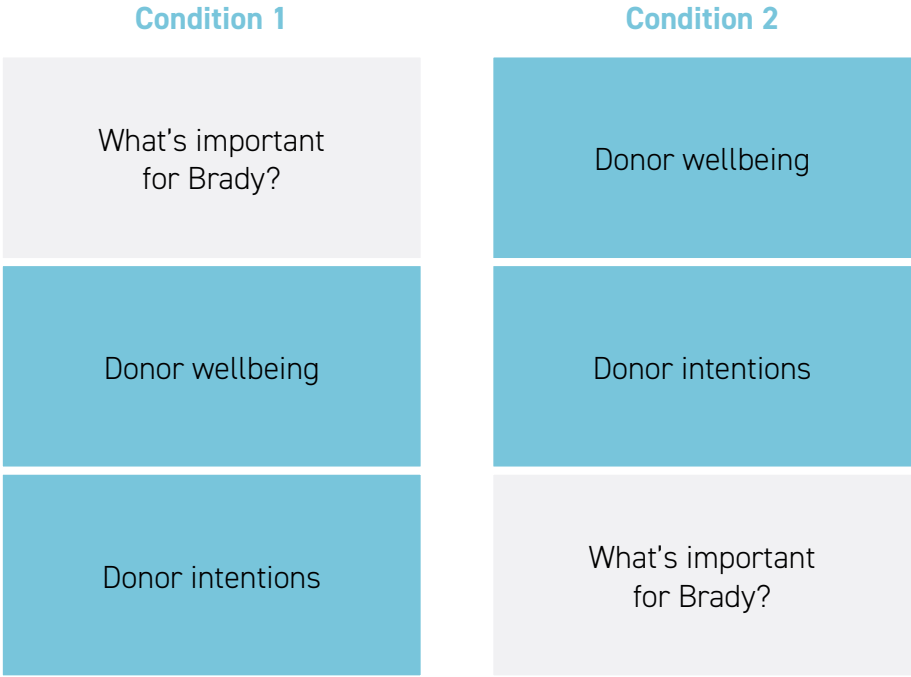 Condition 1
What's important
for Brady?
Donor wellbeing
Donor intentions
Condition 2
Donor wellbeing
Donor intentions
What's important
for Brady?